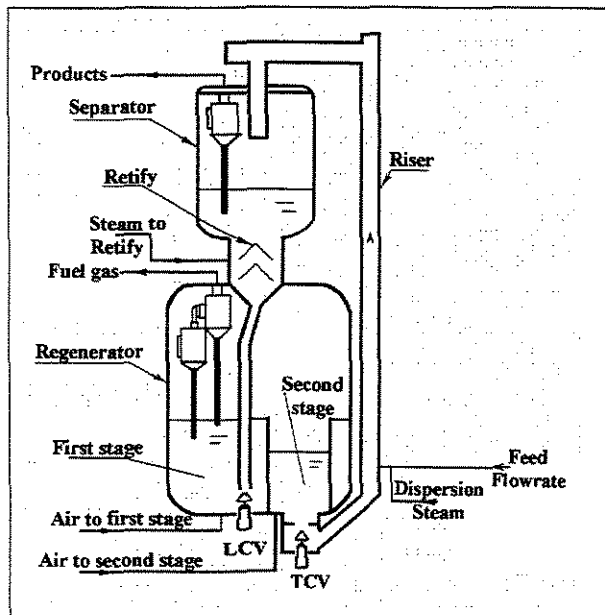 Products
Separator
Riser
Retify
Steam to
Retify
Fuel gas
Regenerator
Second
stage
First stage
Feed
Flowrate
Dispersion
Steam
Air to first stage
LCV
Air to second stage
TCV